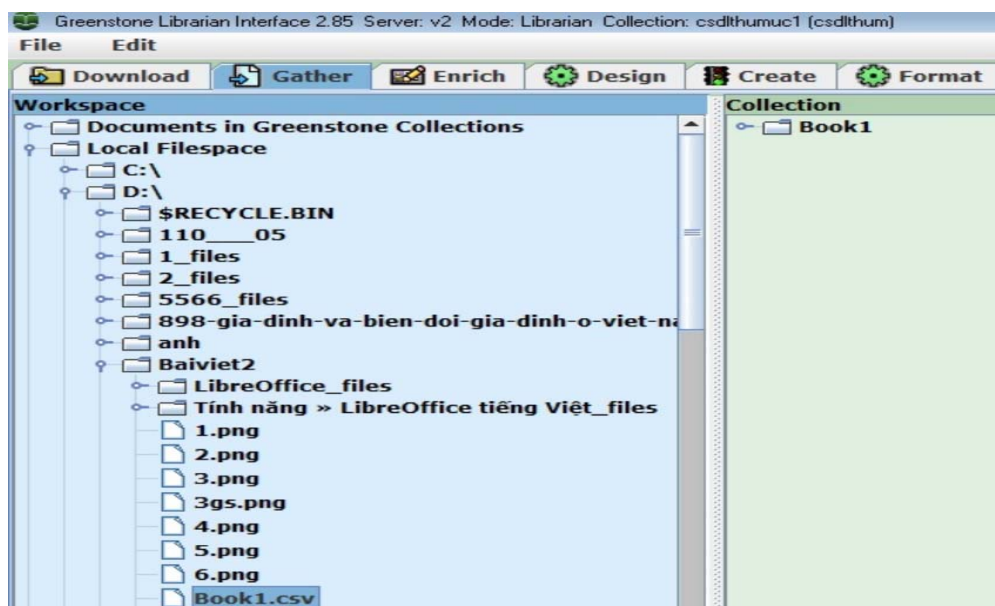 Greenstone Librarian Interface 2.85 Server: v2 Mode: Librarian Collection: csdlthumuc1 (csdlthum)
File Edit
Download Gather Enrich Design Create Format
Workspace
Documents in Greenstone Collections
Local Filespace
C:\
D:\
$RECYCLE.BIN
110___05
1_files
2_files
5566_files
898-gia-dinh-va-bien-doi-gia-dinh-o-viet-na
anh
Baiviet2
LibreOffice_files
Tính năng » LibreOffice tiếng Việt_files
1.png
2.png
3.png
3gs.png
4.png
5.png
6.png
Book1.csv
Collection
Book1